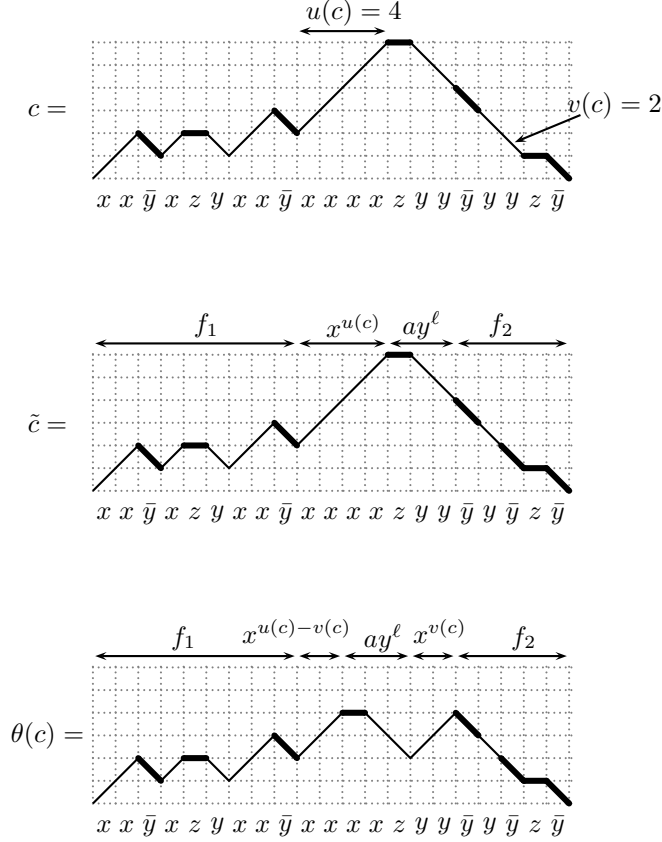 u(c) = 4
c =
v(c) = 2
x x ȳ x z y x x ȳ x x x x z y y ȳ y y z ȳ
f₁ x^{u(c)} ay^ℓ f₂
c̃ =
x x ȳ x z y x x ȳ x x x x z y y ȳ y ȳ z ȳ
f₁ x^{u(c)−v(c)} ay^ℓ x^{v(c)} f₂
θ(c) =
x x ȳ x z y x x ȳ x x z y y x x ȳ y ȳ z ȳ